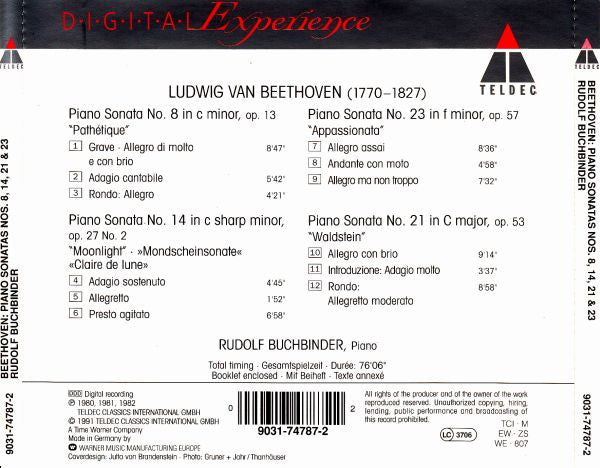 D·I·G·I·T·A·L Experience
TELDEC
TELDEC
TELDEC
LUDWIG VAN BEETHOVEN (1770–1827)
Piano Sonata No. 8 in c minor, op. 13
"Pathétique"
1 Grave · Allegro di molto e con brio 8'47"
2 Adagio cantabile 5'42"
3 Rondo: Allegro 4'21"
Piano Sonata No. 14 in c sharp minor,
op. 27 No. 2
"Moonlight" · »Mondscheinsonate«
«Claire de lune»
4 Adagio sostenuto 4'45"
5 Allegretto 1'52"
6 Presto agitato 6'58"
Piano Sonata No. 23 in f minor, op. 57
"Appassionata"
7 Allegro assai 8'36"
8 Andante con moto 4'58"
9 Allegro ma non troppo 7'32"
Piano Sonata No. 21 in C major, op. 53
"Waldstein"
10 Allegro con brio 9'14"
11 Introduzione: Adagio molto 3'37"
12 Rondo: 8'58"
Allegretto moderato
RUDOLF BUCHBINDER, Piano
Total timing · Gesamtspielzeit · Durée: 76'06"
Booklet enclosed · Mit Beiheft · Texte annexé
DDD Digital recording
℗ 1980, 1981, 1982
TELDEC CLASSICS INTERNATIONAL GMBH
© 1991 TELDEC CLASSICS INTERNATIONAL GMBH
A Time Warner Company
Made in Germany by
WARNER MUSIC MANUFACTURING EUROPE
Coverdesign: Jutta von Brandenstein · Photo: Gruner + Jahr / Thanhäuser
0 2
9031-74787-2
All rights of the producer and of the owner of the work
reproduced reserved. Unauthorized copying, hiring,
lending, public performance and broadcasting of
this record prohibited.
LC 3706
TCI · M
EW · ZS
WE · 807
BEETHOVEN: PIANO SONATAS NOS. 8, 14, 21 & 23
RUDOLF BUCHBINDER
9031-74787-2
BEETHOVEN: PIANO SONATAS NOS. 8, 14, 21 & 23
RUDOLF BUCHBINDER
9031-74787-2